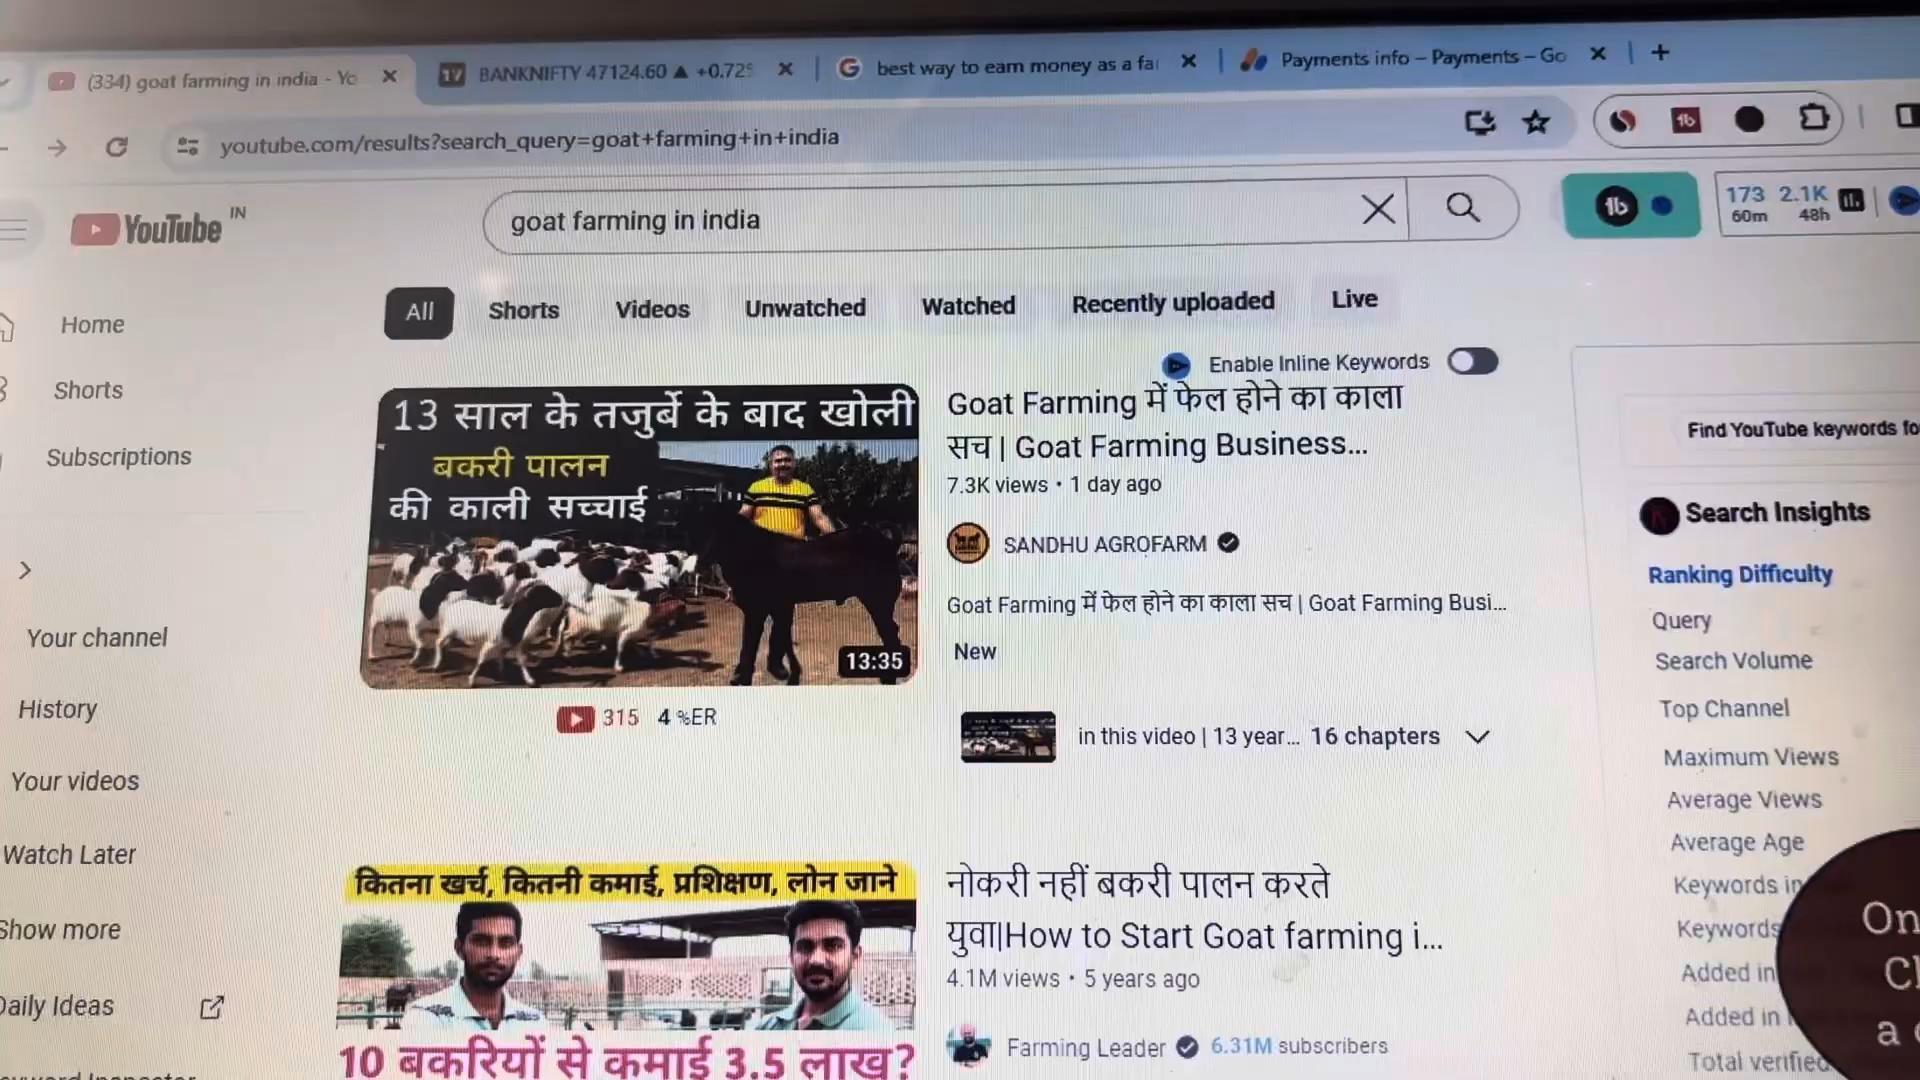 (334) goat farming in india - Yo
BANKNIFTY 47124.60 ▲ +0.72
best way to earn money as a fa
Payments info – Payments – Go
youtube.com/results?search_query=goat+farming+in+india
YouTube IN
goat farming in india
173 2.1K
60m 48h
All Shorts Videos Unwatched Watched Recently uploaded Live
Home
Shorts
Subscriptions
Your channel
History
Your videos
Watch Later
Show more
Daily Ideas
Enable Inline Keywords
13 साल के तजुर्बे के बाद खोली
बकरी पालन
की काली सच्चाई
13:35
315 4 %ER
Goat Farming में फेल होने का काला
सच | Goat Farming Business...
7.3K views • 1 day ago
SANDHU AGROFARM
Goat Farming में फेल होने का काला सच | Goat Farming Busi...
New
in this video | 13 year... 16 chapters
कितना खर्च, कितनी कमाई, प्रशिक्षण, लोन जाने
10 बकरियों से कमाई 3.5 लाख?
नोकरी नहीं बकरी पालन करते
युवा|How to Start Goat farming i...
4.1M views • 5 years ago
Farming Leader 6.31M subscribers
Find YouTube keywords fo
Search Insights
Ranking Difficulty
Query
Search Volume
Top Channel
Maximum Views
Average Views
Average Age
Keywords in
Keywords
Added in
Added in
Total verified
On
Cl
a